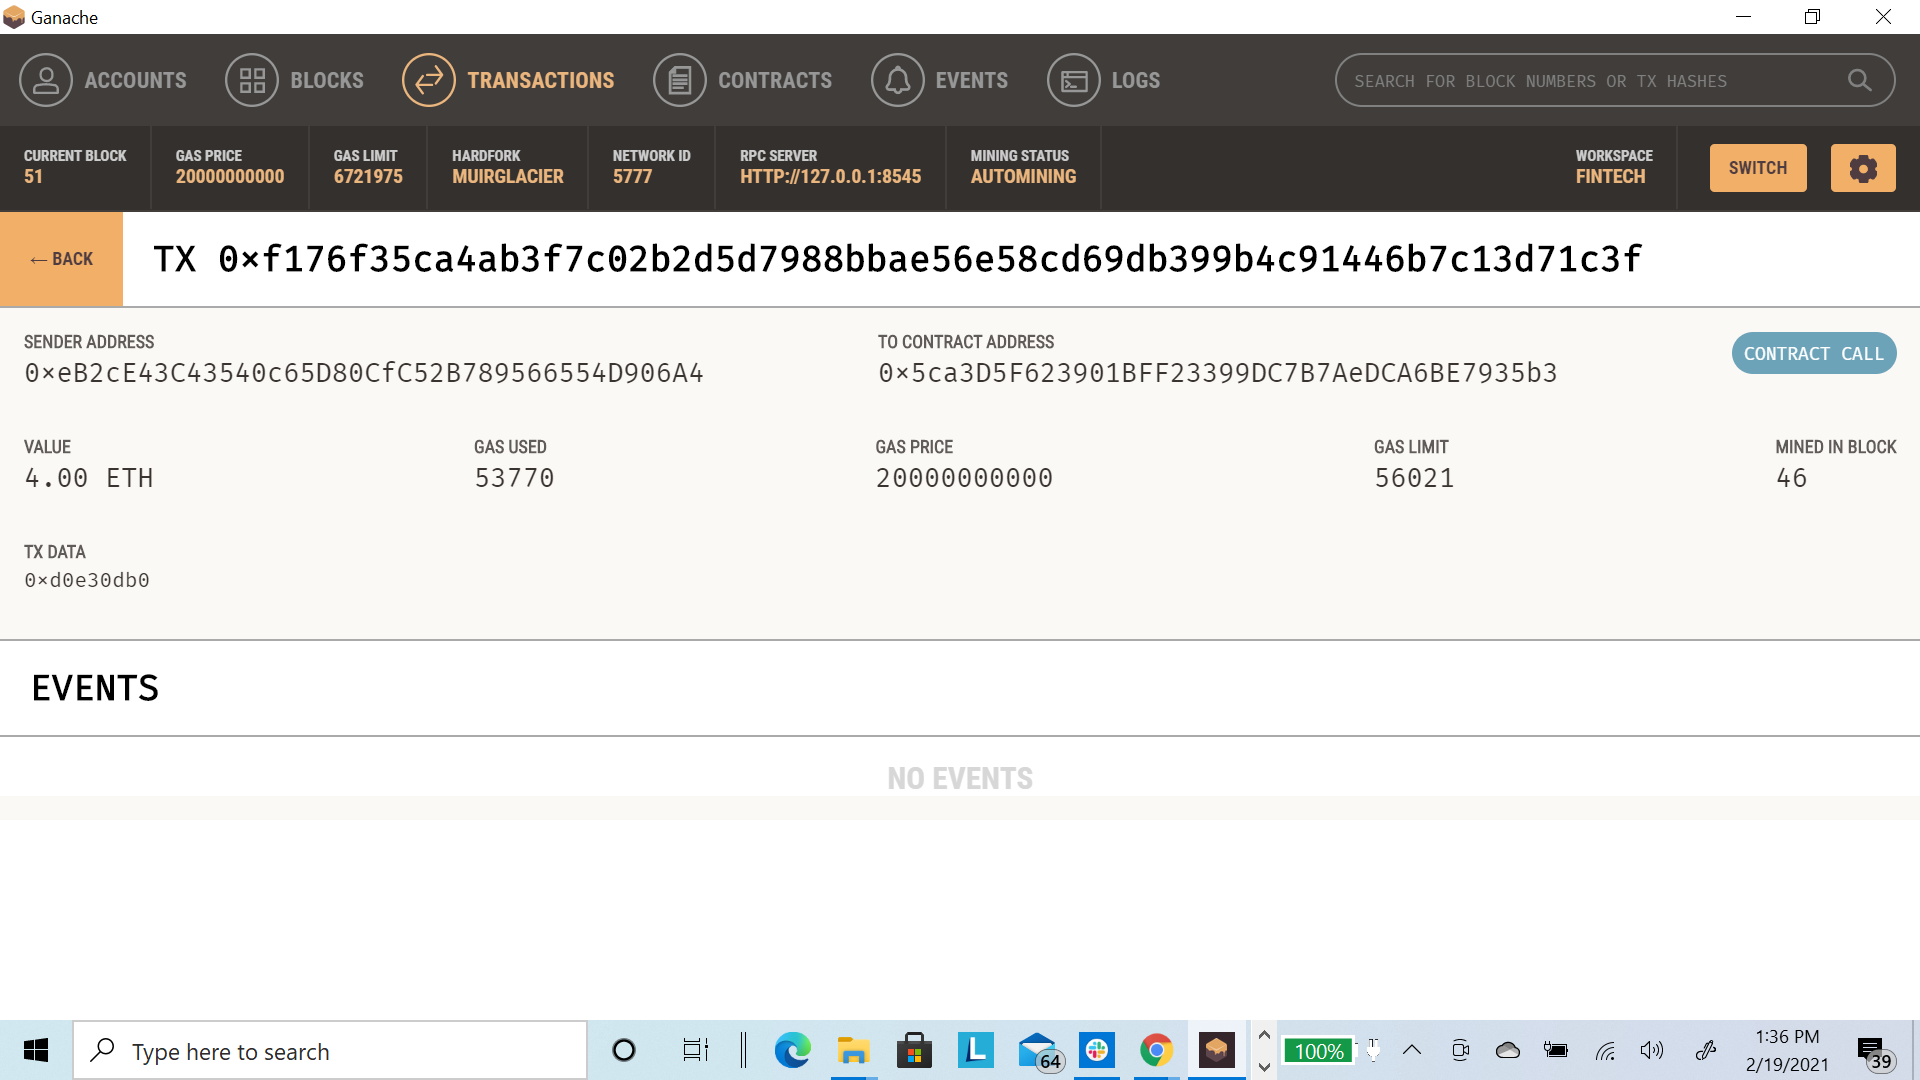 Ganache
ACCOUNTS BLOCKS TRANSACTIONS CONTRACTS EVENTS LOGS SEARCH FOR BLOCK NUMBERS OR TX HASHES
CURRENT BLOCK GAS PRICE GAS LIMIT HARDFORK NETWORK ID RPC SERVER MINING STATUS WORKSPACE
51 20000000000 6721975 MUIRGLACIER 5777 HTTP://127.0.0.1:8545 AUTOMINING FINTECH SWITCH
← BACK TX 0×f176f35ca4ab3f7c02b2d5d7988bbae56e58cd69db399b4c91446b7c13d71c3f
SENDER ADDRESS TO CONTRACT ADDRESS
0×eB2cE43C43540c65D80CfC52B789566554D906A4 0×5ca3D5F623901BFF23399DC7B7AeDCA6BE7935b3 CONTRACT CALL
VALUE GAS USED GAS PRICE GAS LIMIT MINED IN BLOCK
4.00 ETH 53770 20000000000 56021 46
TX DATA
0×d0e30db0
EVENTS
NO EVENTS
Type here to search L 64 100% 1:36 PM
2/19/2021 39